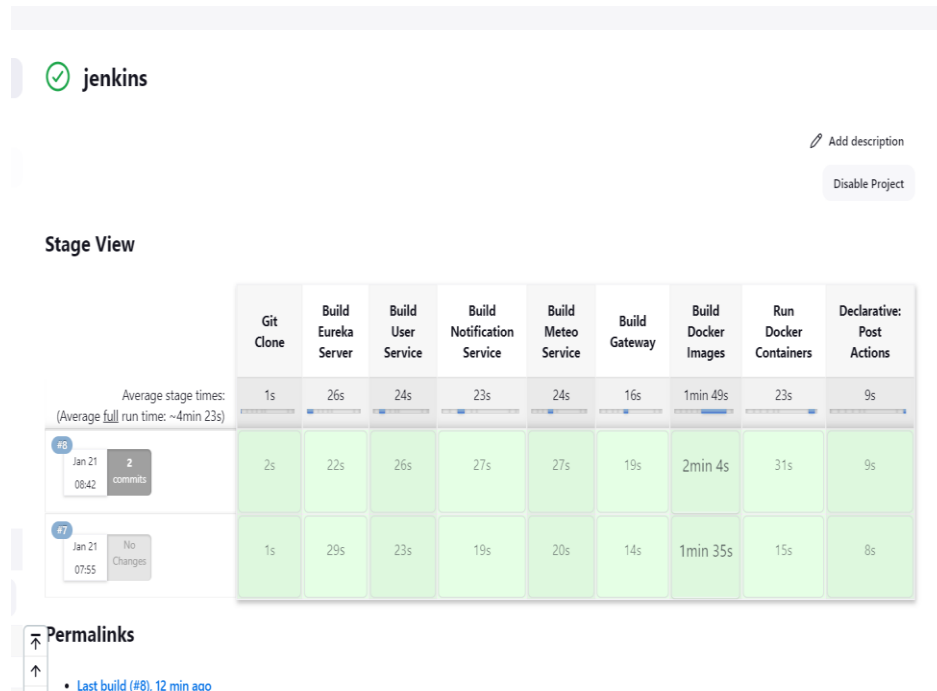 jenkins
Add description
Disable Project
Stage View
Git
Clone
Build
Eureka
Server
Build
User
Service
Build
Notification
Service
Build
Meteo
Service
Build
Gateway
Build
Docker
Images
Run
Docker
Containers
Declarative:
Post
Actions
Average stage times:
(Average full run time: ~4min 23s)
1s 26s 24s 23s 24s 16s 1min 49s 23s 9s
#8
Jan 21
08:42
2
commits
2s 22s 26s 27s 27s 19s 2min 4s 31s 9s
#7
Jan 21
07:55
No
Changes
1s 29s 23s 19s 20s 14s 1min 35s 15s 8s
Permalinks
• Last build (#8), 12 min ago